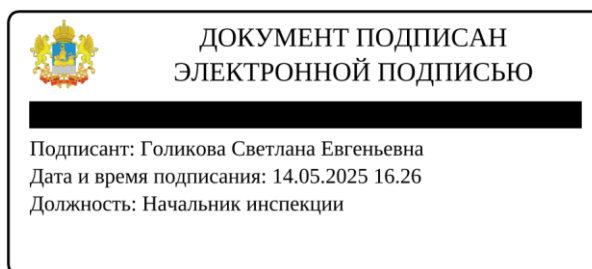 ДОКУМЕНТ ПОДПИСАН
ЭЛЕКТРОННОЙ ПОДПИСЬЮ
Подписант: Голикова Светлана Евгеньевна
Дата и время подписания: 14.05.2025 16.26
Должность: Начальник инспекции